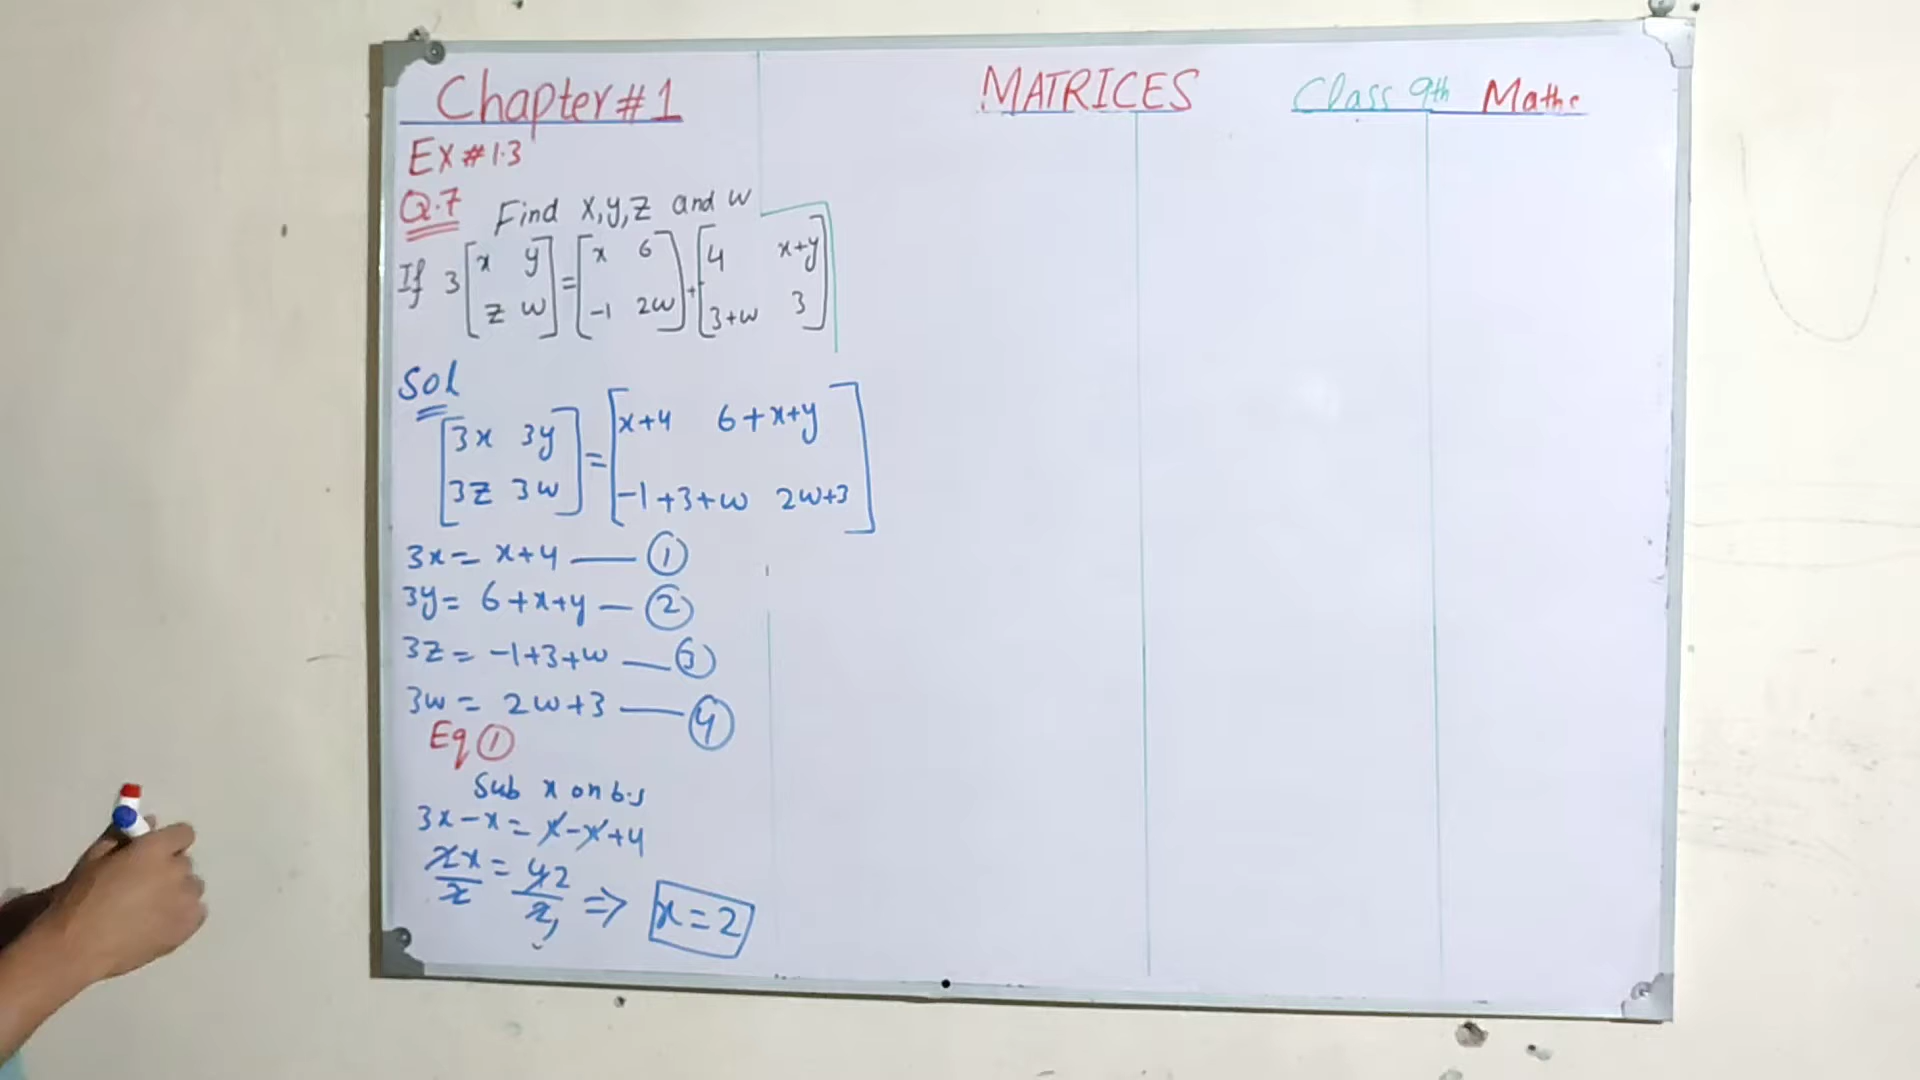 Chapter # 1 MATRICES Class 9th Maths
EX # 1.3
Q.7 Find x,y,z and w
If 3[x y
z w] = [x 6
-1 2w] + [4 x+y
3+w 3]
Sol
[3x 3y
3z 3w] = [x+4 6+x+y
-1+3+w 2w+3]
3x = x+4 — ①
3y = 6+x+y — ②
3z = -1+3+w — ③
3w = 2w+3 — ④
Eq ①
Sub x on b.s
3x-x = x-x+4
2x/2 = 4 2/2 ⇒ x=2